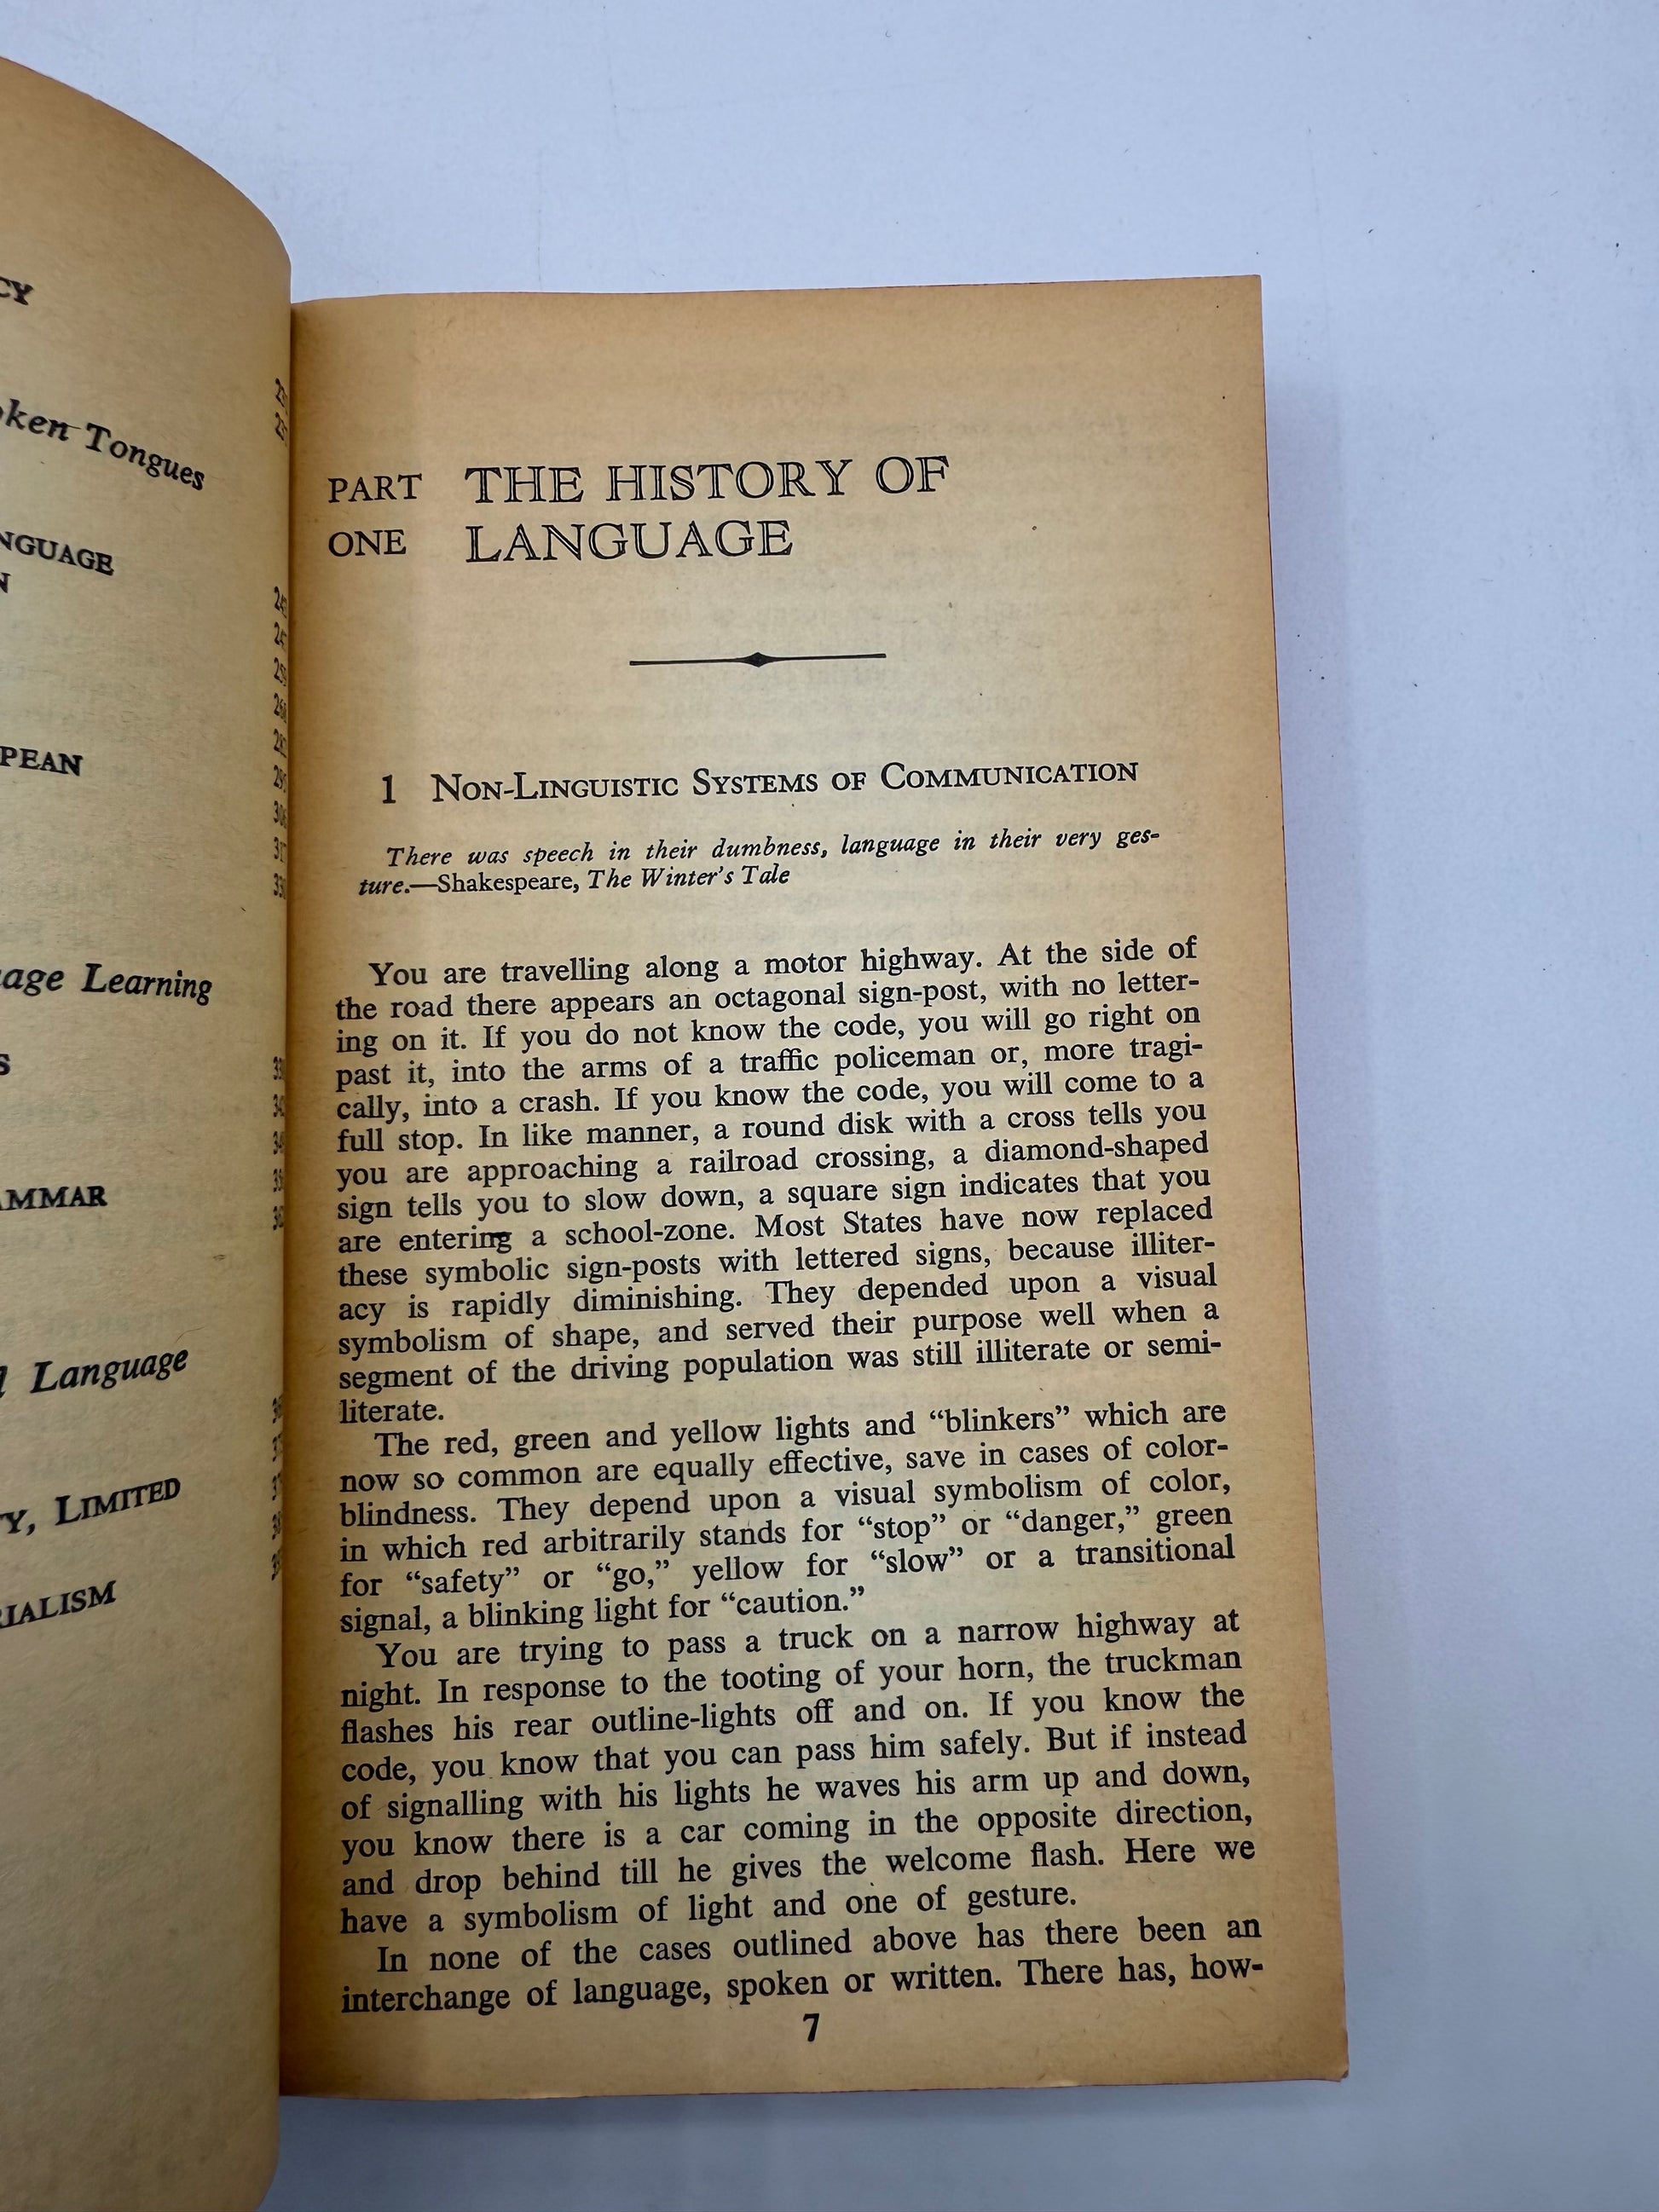 Tongues
PEAN
Learning
Language
LIMITED
PART THE HISTORY OF
ONE LANGUAGE
1 NON-LINGUISTIC SYSTEMS OF COMMUNICATION
There was speech in their dumbness, language in their very ges-
ture.—Shakespeare, The Winter's Tale
You are travelling along a motor highway. At the side of
the road there appears an octagonal sign-post, with no letter-
ing on it. If you do not know the code, you will go right on
past it, into the arms of a traffic policeman or, more tragi-
cally, into a crash. If you know the code, you will come to a
full stop. In like manner, a round disk with a cross tells you
you are approaching a railroad crossing, a diamond-shaped
sign tells you to slow down, a square sign indicates that you
are entering a school-zone. Most States have now replaced
these symbolic sign-posts with lettered signs, because illiter-
acy is rapidly diminishing. They depended upon a visual
symbolism of shape, and served their purpose well when a
segment of the driving population was still illiterate or semi-
literate.
The red, green and yellow lights and “blinkers” which are
now so common are equally effective, save in cases of color-
blindness. They depend upon a visual symbolism of color,
in which red arbitrarily stands for “stop” or “danger,” green
for “safety” or “go,” yellow for “slow” or a transitional
signal, a blinking light for “caution.”
You are trying to pass a truck on a narrow highway at
night. In response to the tooting of your horn, the truckman
flashes his rear outline-lights off and on. If you know the
code, you know that you can pass him safely. But if instead
of signalling with his lights he waves his arm up and down,
you know there is a car coming in the opposite direction,
and drop behind till he gives the welcome flash. Here we
have a symbolism of light and one of gesture.
In none of the cases outlined above has there been an
interchange of language, spoken or written. There has, how-
7